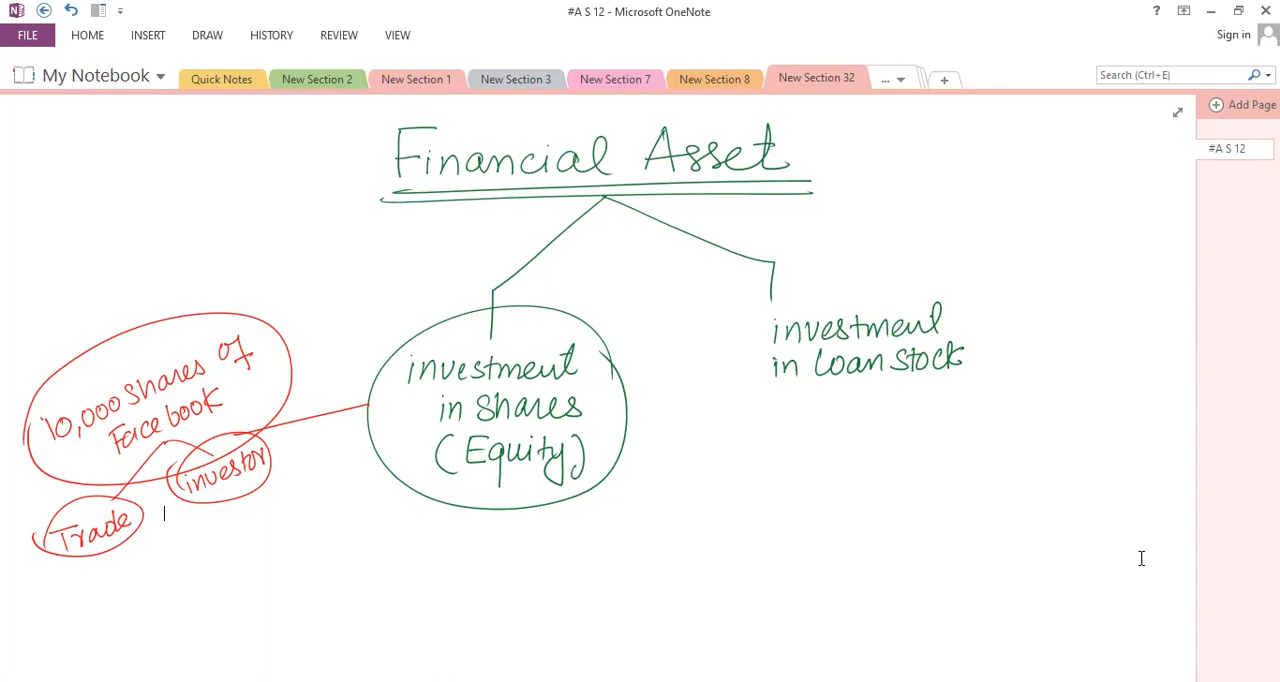 #A S 12 - Microsoft OneNote
?
FILE HOME INSERT DRAW HISTORY REVIEW VIEW
Sign in
My Notebook
Quick Notes New Section 2 New Section 1 New Section 3 New Section 7 New Section 8 New Section 32 ... +
Search (Ctrl+E)
Add Page
#A S 12
Financial Asset
investment
in shares
(Equity)
investment
in loan stock
10,000 shares of
Facebook
Trade
investor